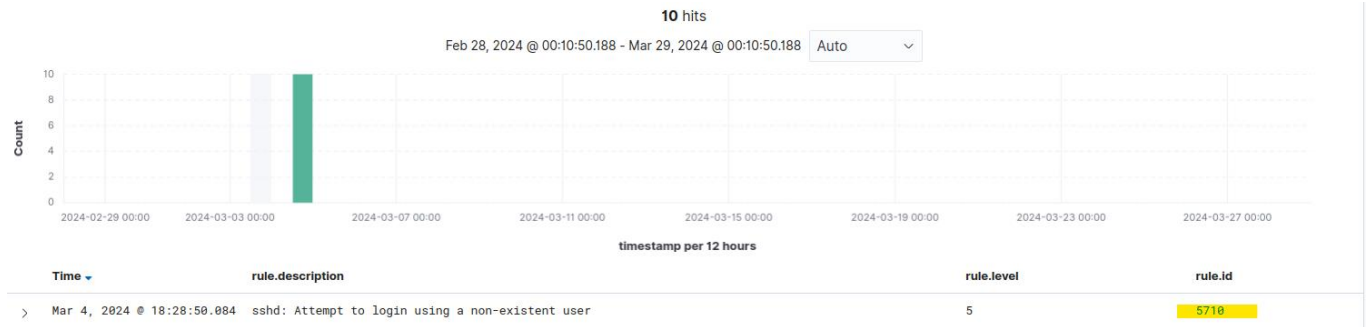 10 hits
Feb 28, 2024 @ 00:10:50.188 - Mar 29, 2024 @ 00:10:50.188 Auto
Count
10
8
6
4
2
0
2024-02-29 00:00 2024-03-03 00:00 2024-03-07 00:00 2024-03-11 00:00 2024-03-15 00:00 2024-03-19 00:00 2024-03-23 00:00 2024-03-27 00:00
timestamp per 12 hours
Time rule.description rule.level rule.id
Mar 4, 2024 @ 18:28:50.084 sshd: Attempt to login using a non-existent user 5 5710